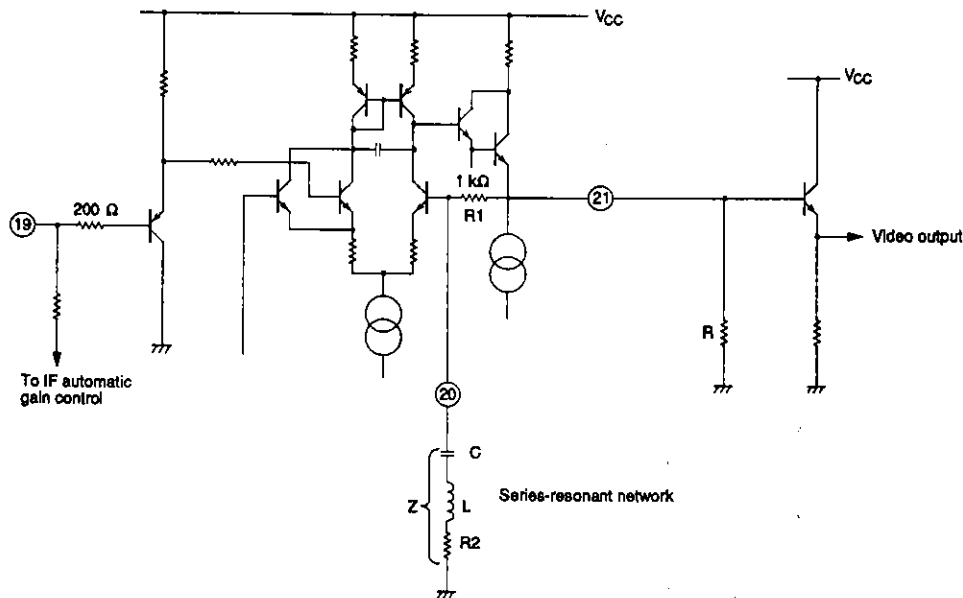 VCC
VCC
1 kΩ
R1
200 Ω
19
21
Video output
R
To IF automatic
gain control
20
C
Z
L
Series-resonant network
R2